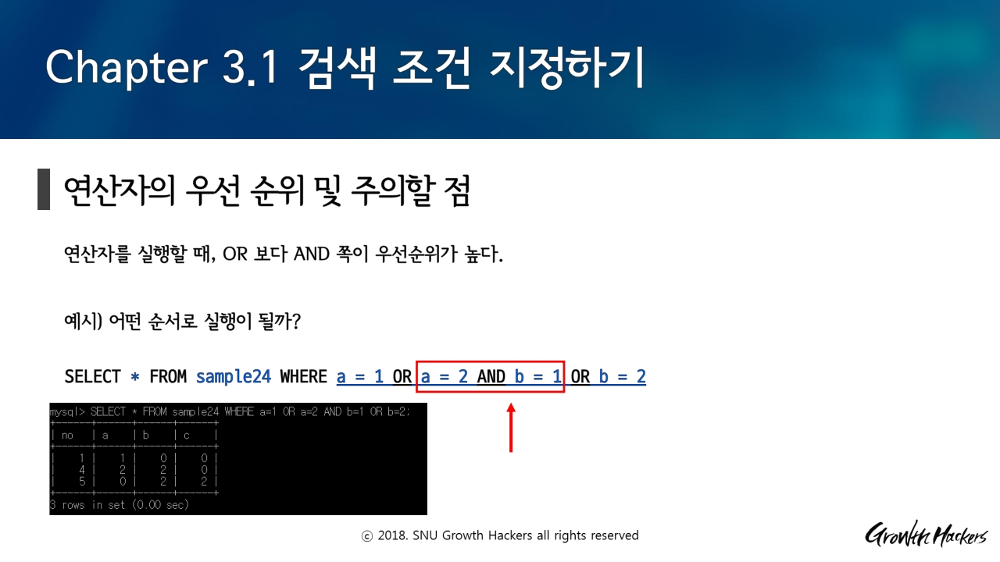 Chapter 3.1 검색 조건 지정하기
연산자의 우선 순위 및 주의할 점
연산자를 실행할 때, OR 보다 AND 쪽이 우선순위가 높다.
예시) 어떤 순서로 실행이 될까?
SELECT * FROM sample24 WHERE a = 1 OR a = 2 AND b = 1 OR b = 2
mysql> SELECT * FROM sample24 WHERE a=1 OR a=2 AND b=1 OR b=2;
+------+------+------+------+
| no | a | b | c |
+------+------+------+------+
| 1 | 1 | 0 | 0 |
| 4 | 2 | 2 | 0 |
| 5 | 0 | 2 | 2 |
+------+------+------+------+
3 rows in set (0.00 sec)
ⓒ 2018. SNU Growth Hackers all rights reserved
Growth Hackers